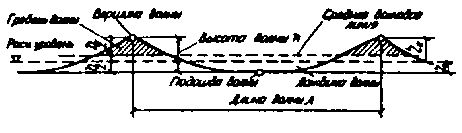 Гребень волны
Вершина волны
Высота волны h
Средняя волновая
линия
Расч уровень
Подошва волны
Ложбина волны
Длина волны λ